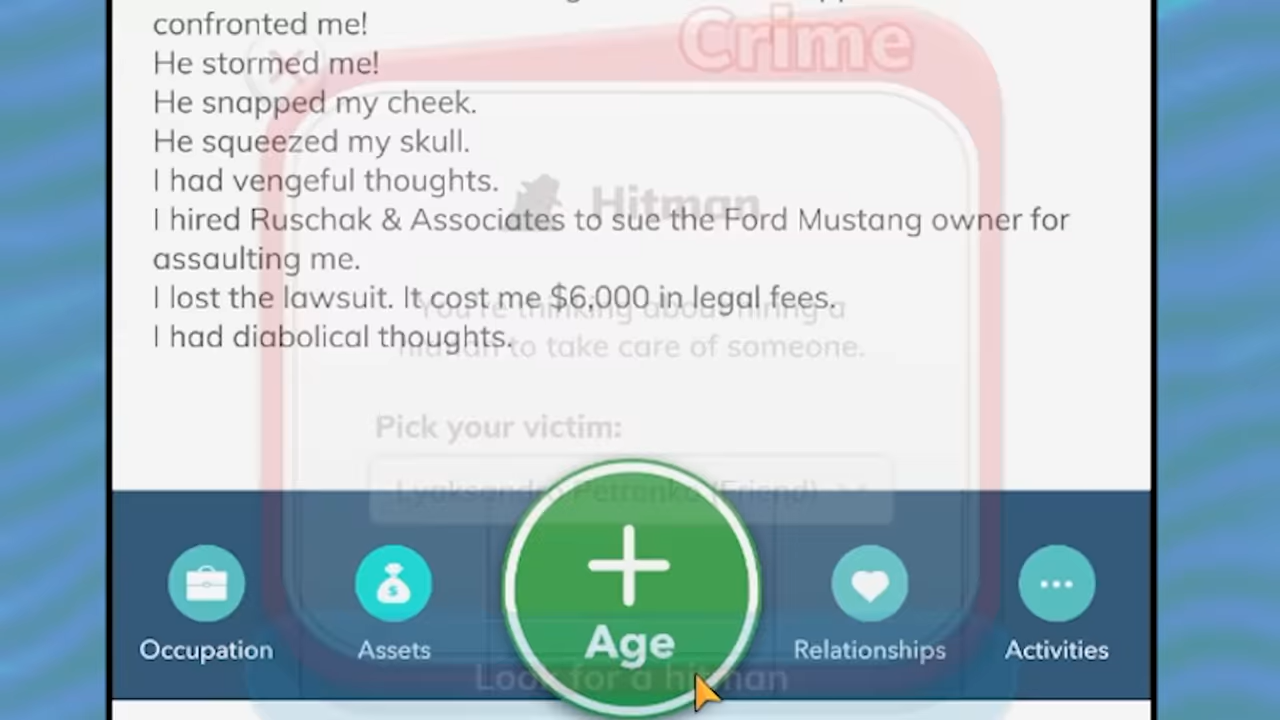 confronted me!
Crime
He stormed me!
He snapped my cheek.
He squeezed my skull.
I had vengeful thoughts.
Hitman
I hired Ruschak & Associates to sue the Ford Mustang owner for
assaulting me.
I lost the lawsuit. It cost me $6,000 in legal fees.
You're thinking about hiring a
I had diabolical thoughts.
hitman to take care of someone.
Pick your victim:
(Friend)
Age
Occupation
Assets
Relationships
Activities
Look for a hitman